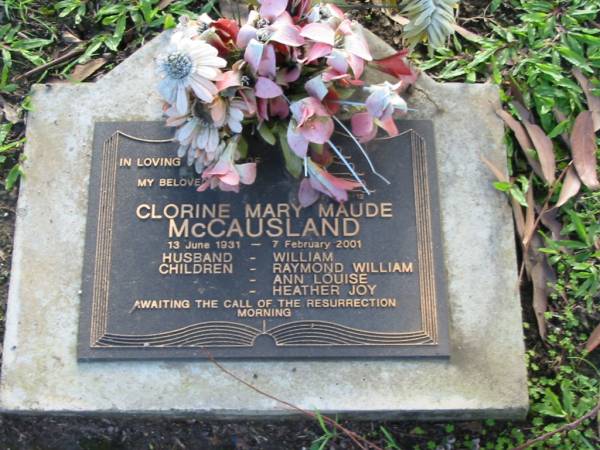 IN LOVING
MY BELOVE
CLORINE MARY MAUDE
McCAUSLAND
13 June 1931 — 7 February 2001
HUSBAND - WILLIAM
CHILDREN - RAYMOND WILLIAM
- ANN LOUISE
- HEATHER JOY
AWAITING THE CALL OF THE RESURRECTION
MORNING